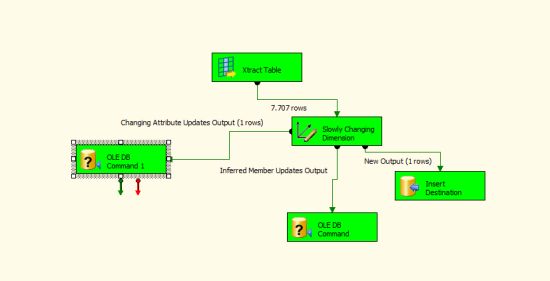 Xtract Table
7.707 rows
Changing Attribute Updates Output (1 rows)
Slowly Changing
Dimension
OLE DB
Command 1
Inferred Member Updates Output
New Output (1 rows)
Insert
Destination
OLE DB
Command